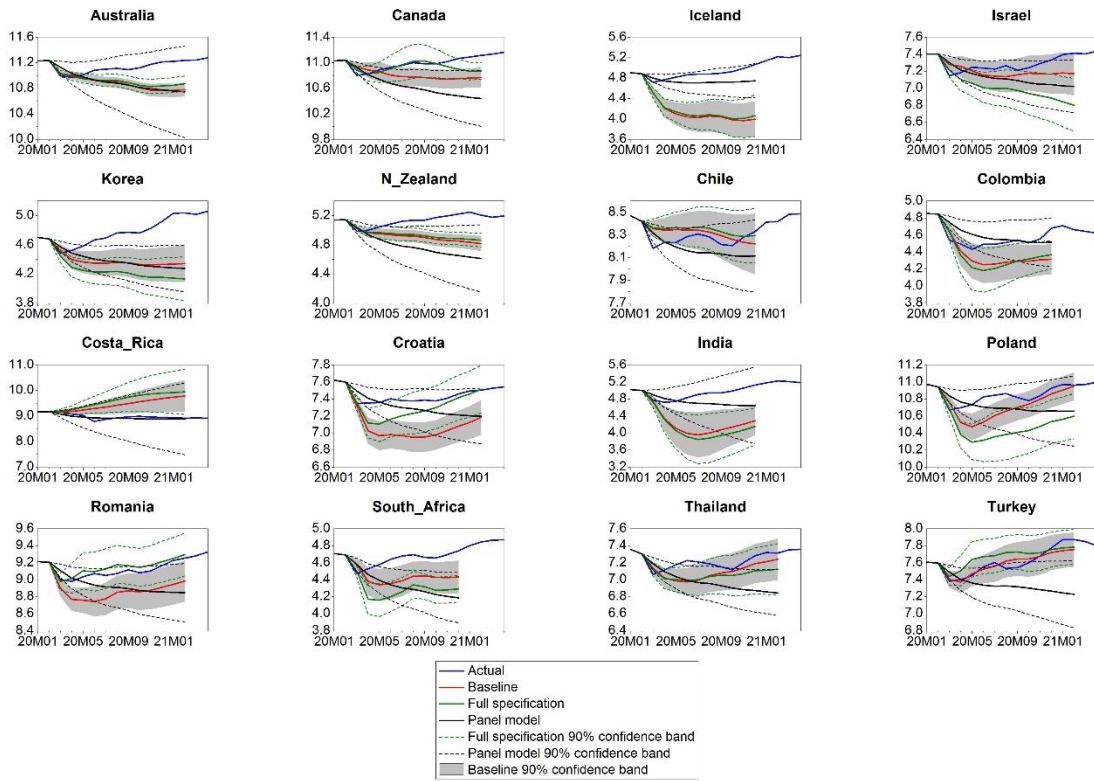 Australia
11.6
11.2
10.8
10.4
10.0
20M01 20M05 20M09 21M01
Canada
11.4
11.0
10.6
10.2
9.8
20M01 20M05 20M09 21M01
Iceland
5.6
5.2
4.8
4.4
4.0
3.6
20M01 20M05 20M09 21M01
Israel
7.6
7.4
7.2
7.0
6.8
6.6
6.4
20M01 20M05 20M09 21M01
Korea
5.0
4.6
4.2
3.8
20M01 20M05 20M09 21M01
N_Zealand
5.2
4.8
4.4
4.0
20M01 20M05 20M09 21M01
Chile
8.5
8.3
8.1
7.9
7.7
20M01 20M05 20M09 21M01
Colombia
5.0
4.8
4.6
4.4
4.2
4.0
3.8
20M01 20M05 20M09 21M01
Costa_Rica
11.0
10.0
9.0
8.0
7.0
20M01 20M05 20M09 21M01
Croatia
7.8
7.6
7.4
7.2
7.0
6.8
6.6
20M01 20M05 20M09 21M01
India
5.6
5.2
4.8
4.4
4.0
3.6
3.2
20M01 20M05 20M09 21M01
Poland
11.2
11.0
10.8
10.6
10.4
10.2
10.0
20M01 20M05 20M09 21M01
Romania
9.6
9.4
9.2
9.0
8.8
8.6
8.4
20M01 20M05 20M09 21M01
South_Africa
5.0
4.8
4.6
4.4
4.2
4.0
3.8
20M01 20M05 20M09 21M01
Thailand
7.6
7.4
7.2
7.0
6.8
6.6
6.4
20M01 20M05 20M09 21M01
Turkey
8.0
7.8
7.6
7.4
7.2
7.0
6.8
20M01 20M05 20M09 21M01
Actual
Baseline
Full specification
Panel model
Full specification 90% confidence band
Panel model 90% confidence band
Baseline 90% confidence band